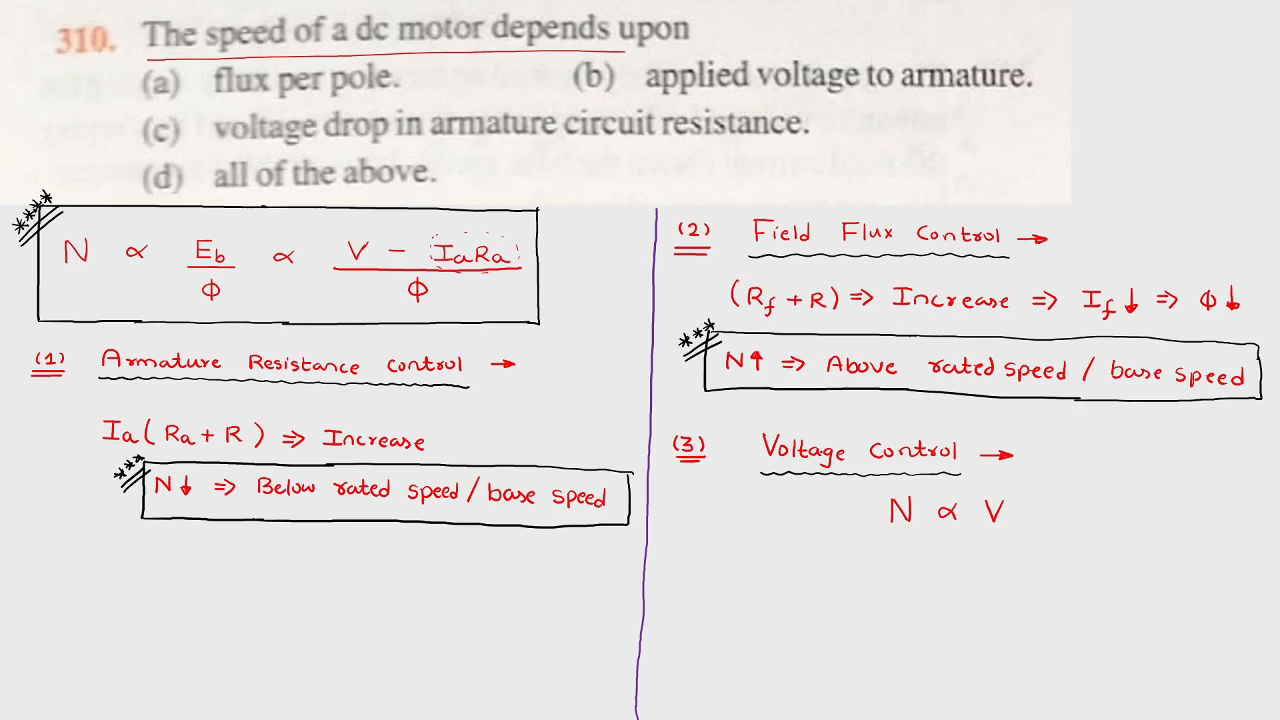 310. The speed of a dc motor depends upon
(a) flux per pole. (b) applied voltage to armature.
(c) voltage drop in armature circuit resistance.
(d) all of the above.
****
N ∝ Eb/Φ ∝ (V - IaRa)/Φ
(1) Armature Resistance control →
Ia (Ra + R) ⇒ Increase
***
N↓ ⇒ Below rated speed / base speed
(2) Field Flux Control →
(Rf + R) ⇒ Increase ⇒ If↓ ⇒ Φ↓
***
N↑ ⇒ Above rated speed / base speed
(3) Voltage control →
N ∝ V